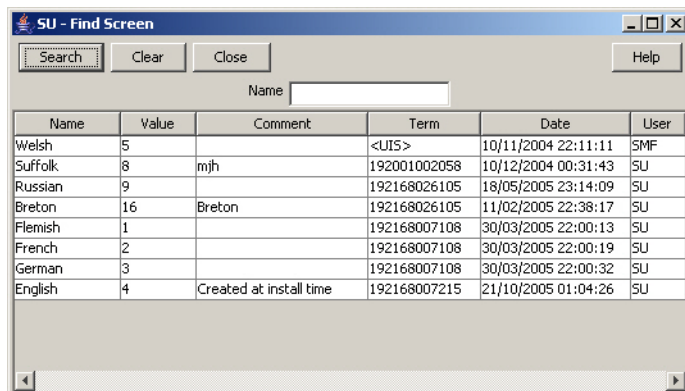 SU - Find Screen
Search Clear Close Help
Name
Name Value Comment Term Date User
Welsh 5 <UIS> 10/11/2004 22:11:11 SMF
Suffolk 8 mjh 192001002058 10/12/2004 00:31:43 SU
Russian 9 192168026105 18/05/2005 23:14:09 SU
Breton 16 Breton 192168026105 11/02/2005 22:38:17 SU
Flemish 1 192168007108 30/03/2005 22:00:13 SU
French 2 192168007108 30/03/2005 22:00:19 SU
German 3 192168007108 30/03/2005 22:00:32 SU
English 4 Created at install time 192168007215 21/10/2005 01:04:26 SU